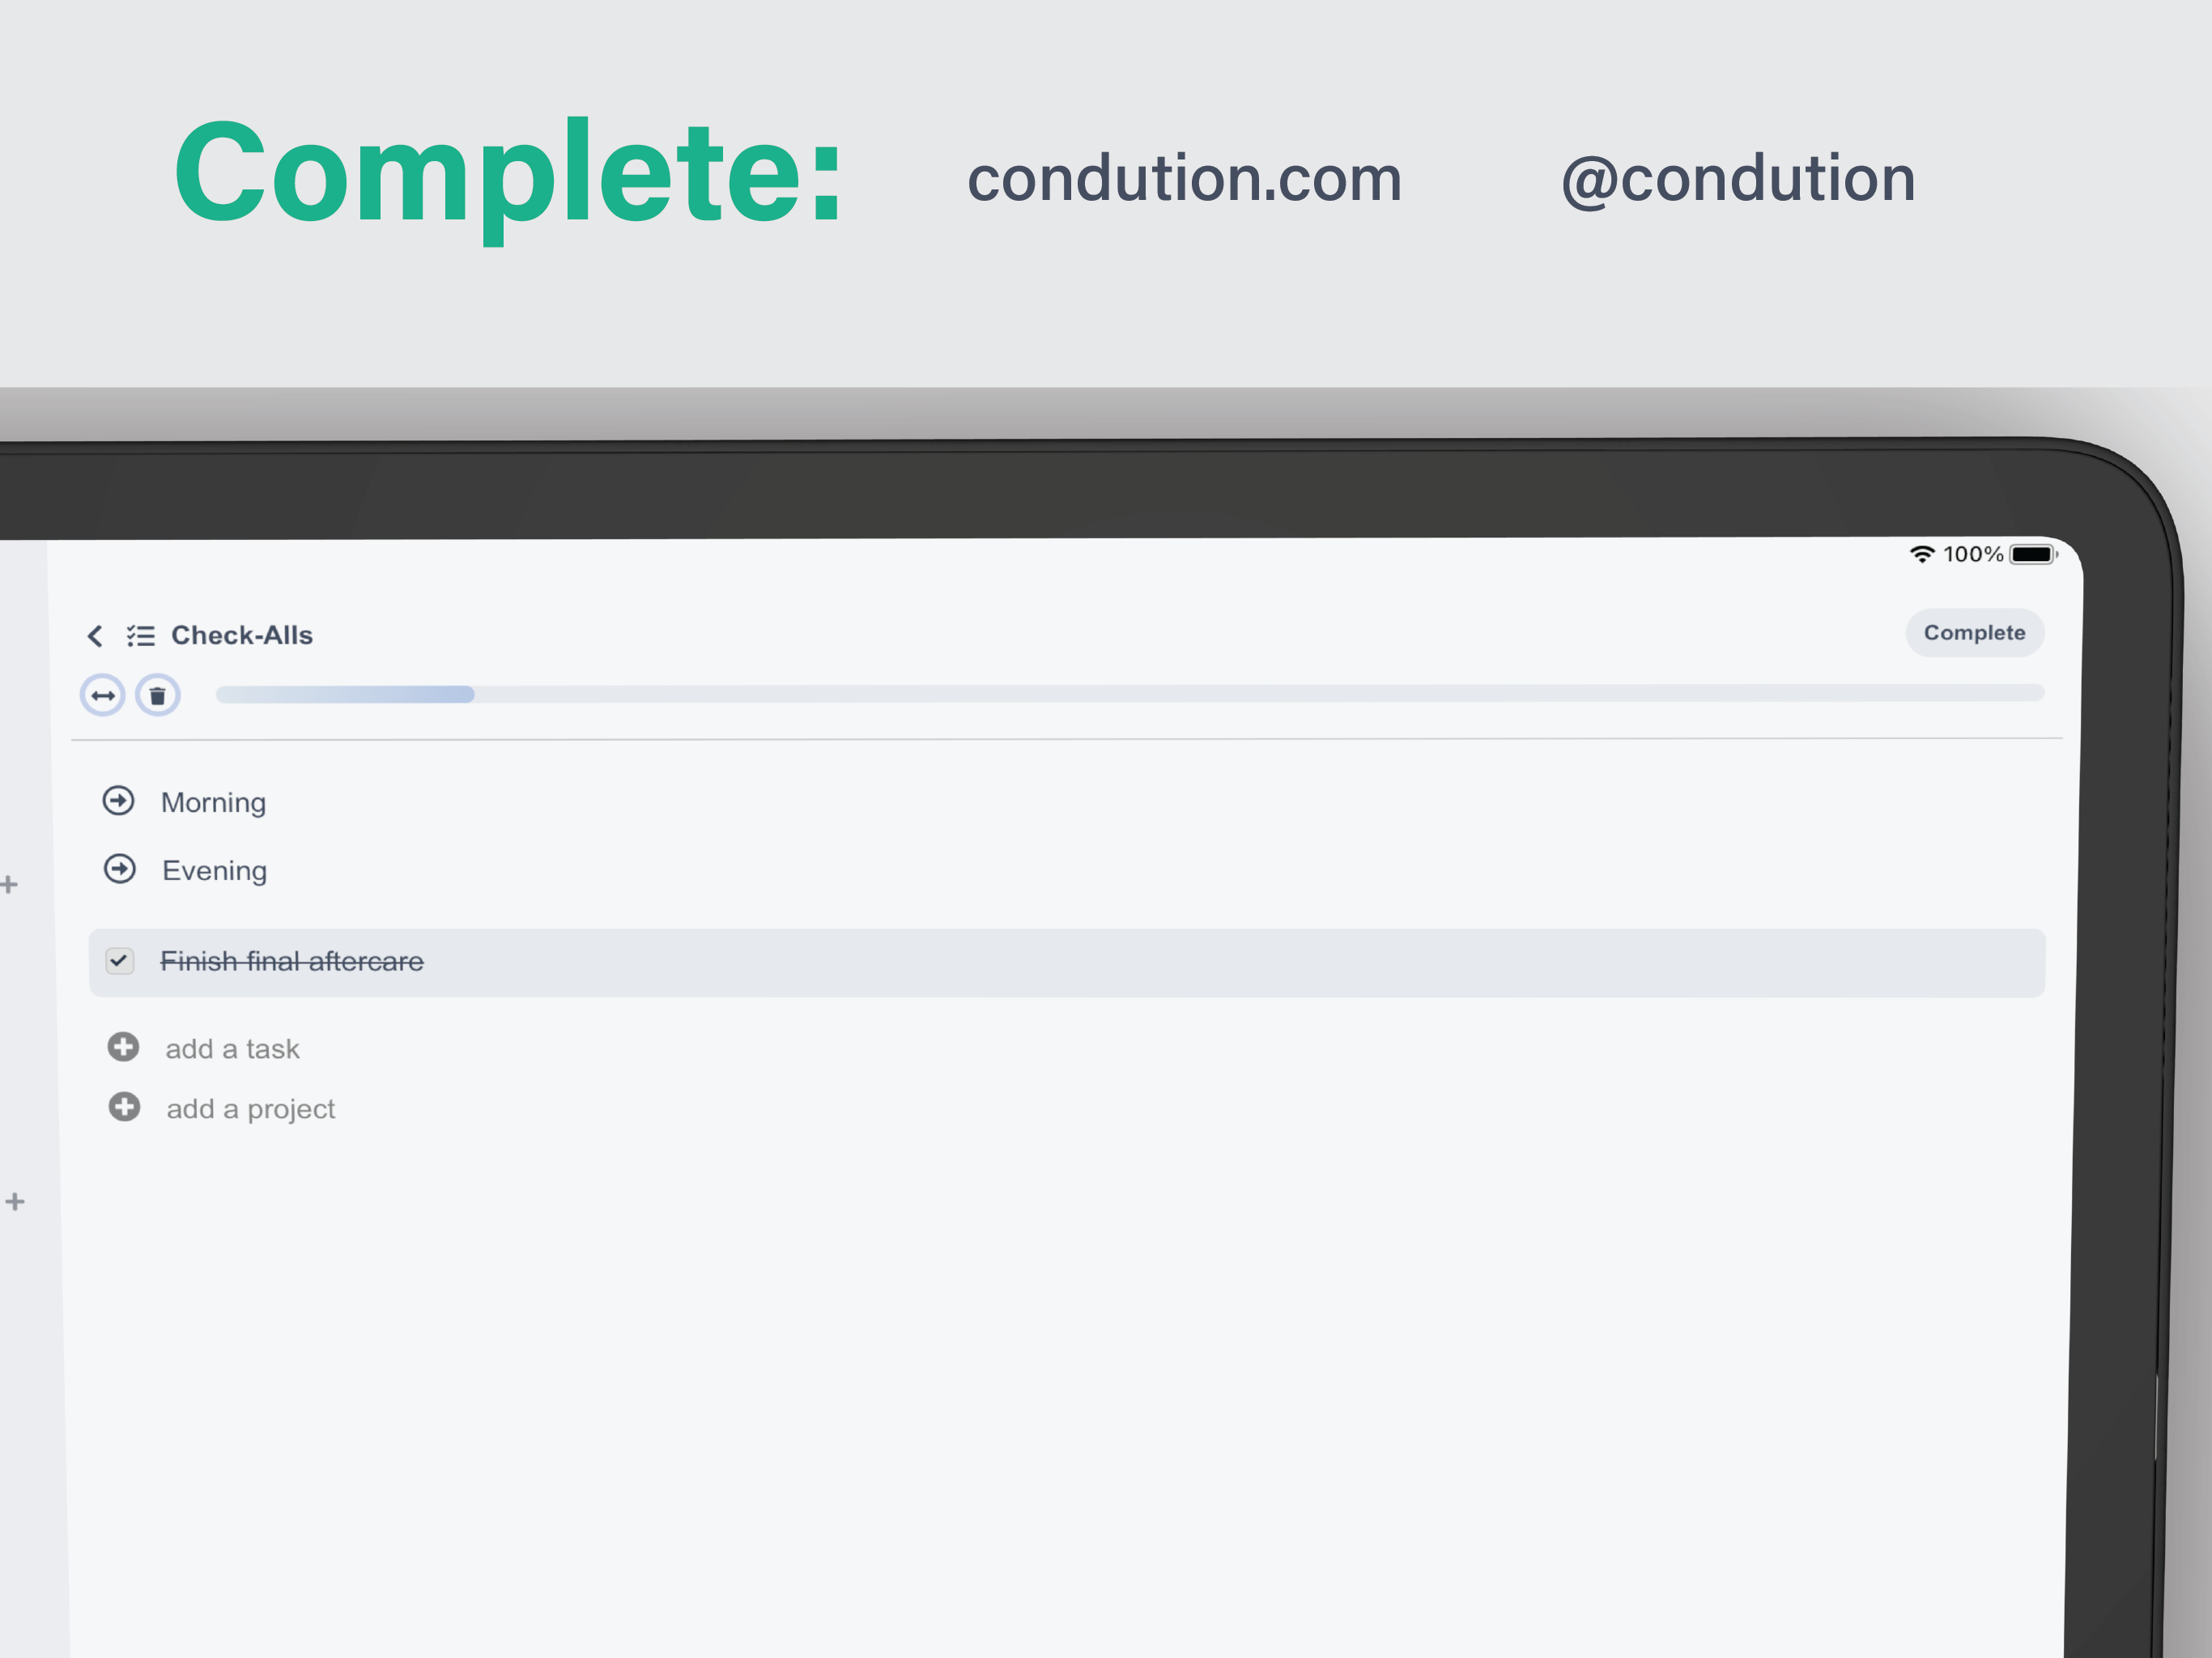 Complete: condution.com @condution
100%
Check-Alls
Complete
Morning
Evening
Finish final aftercare
add a task
add a project